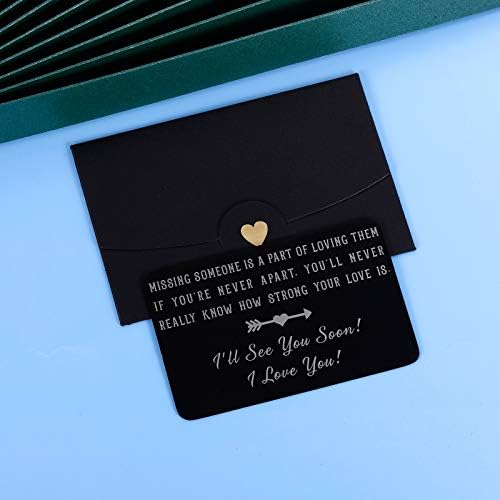 MISSING SOMEONE IS A PART OF LOVING THEM
IF YOU'RE NEVER APART. YOU'LL NEVER
REALLY KNOW HOW STRONG YOUR LOVE IS.
I'll See You Soon!
I Love You!